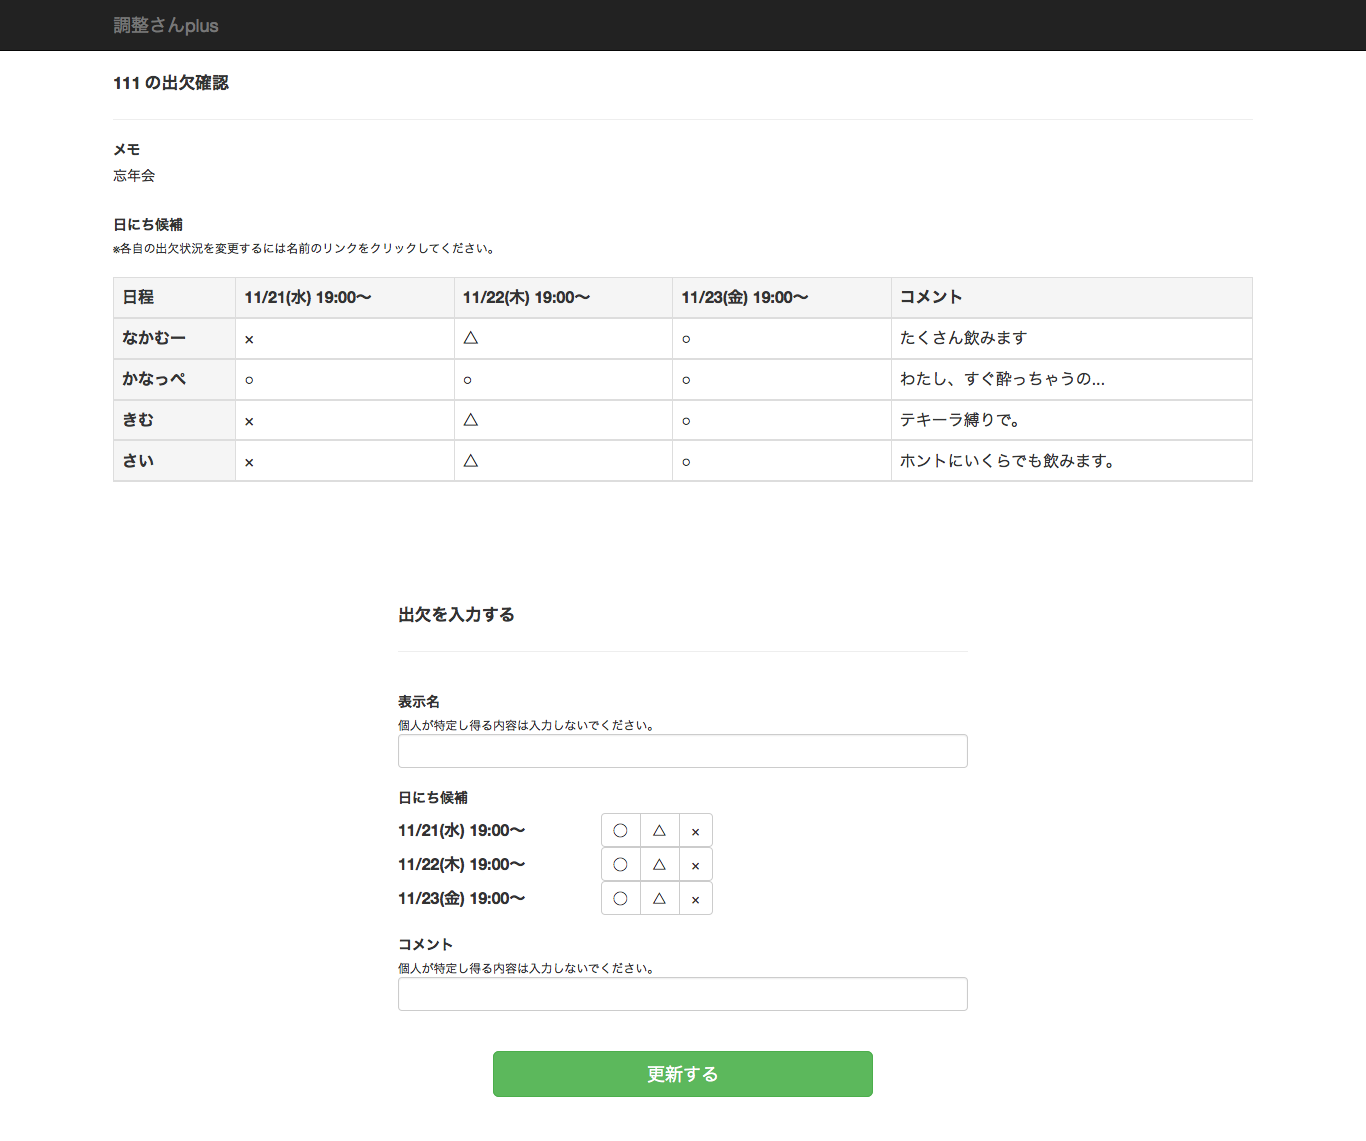 調整さんplus
111 の出欠確認
メモ
忘年会
日にち候補
※各自の出欠状況を変更するには名前のリンクをクリックしてください。
日程 11/21(水) 19:00〜 11/22(木) 19:00〜 11/23(金) 19:00〜 コメント
なかむー × △ ○ たくさん飲みます
かなっぺ ○ ○ ○ わたし、すぐ酔っちゃうの...
きむ × △ ○ テキーラ縛りで。
さい × △ ○ ホントにいくらでも飲みます。
出欠を入力する
表示名
個人が特定し得る内容は入力しないでください。
日にち候補
11/21(水) 19:00〜 ◯ △ ×
11/22(木) 19:00〜 ◯ △ ×
11/23(金) 19:00〜 ◯ △ ×
コメント
個人が特定し得る内容は入力しないでください。
更新する